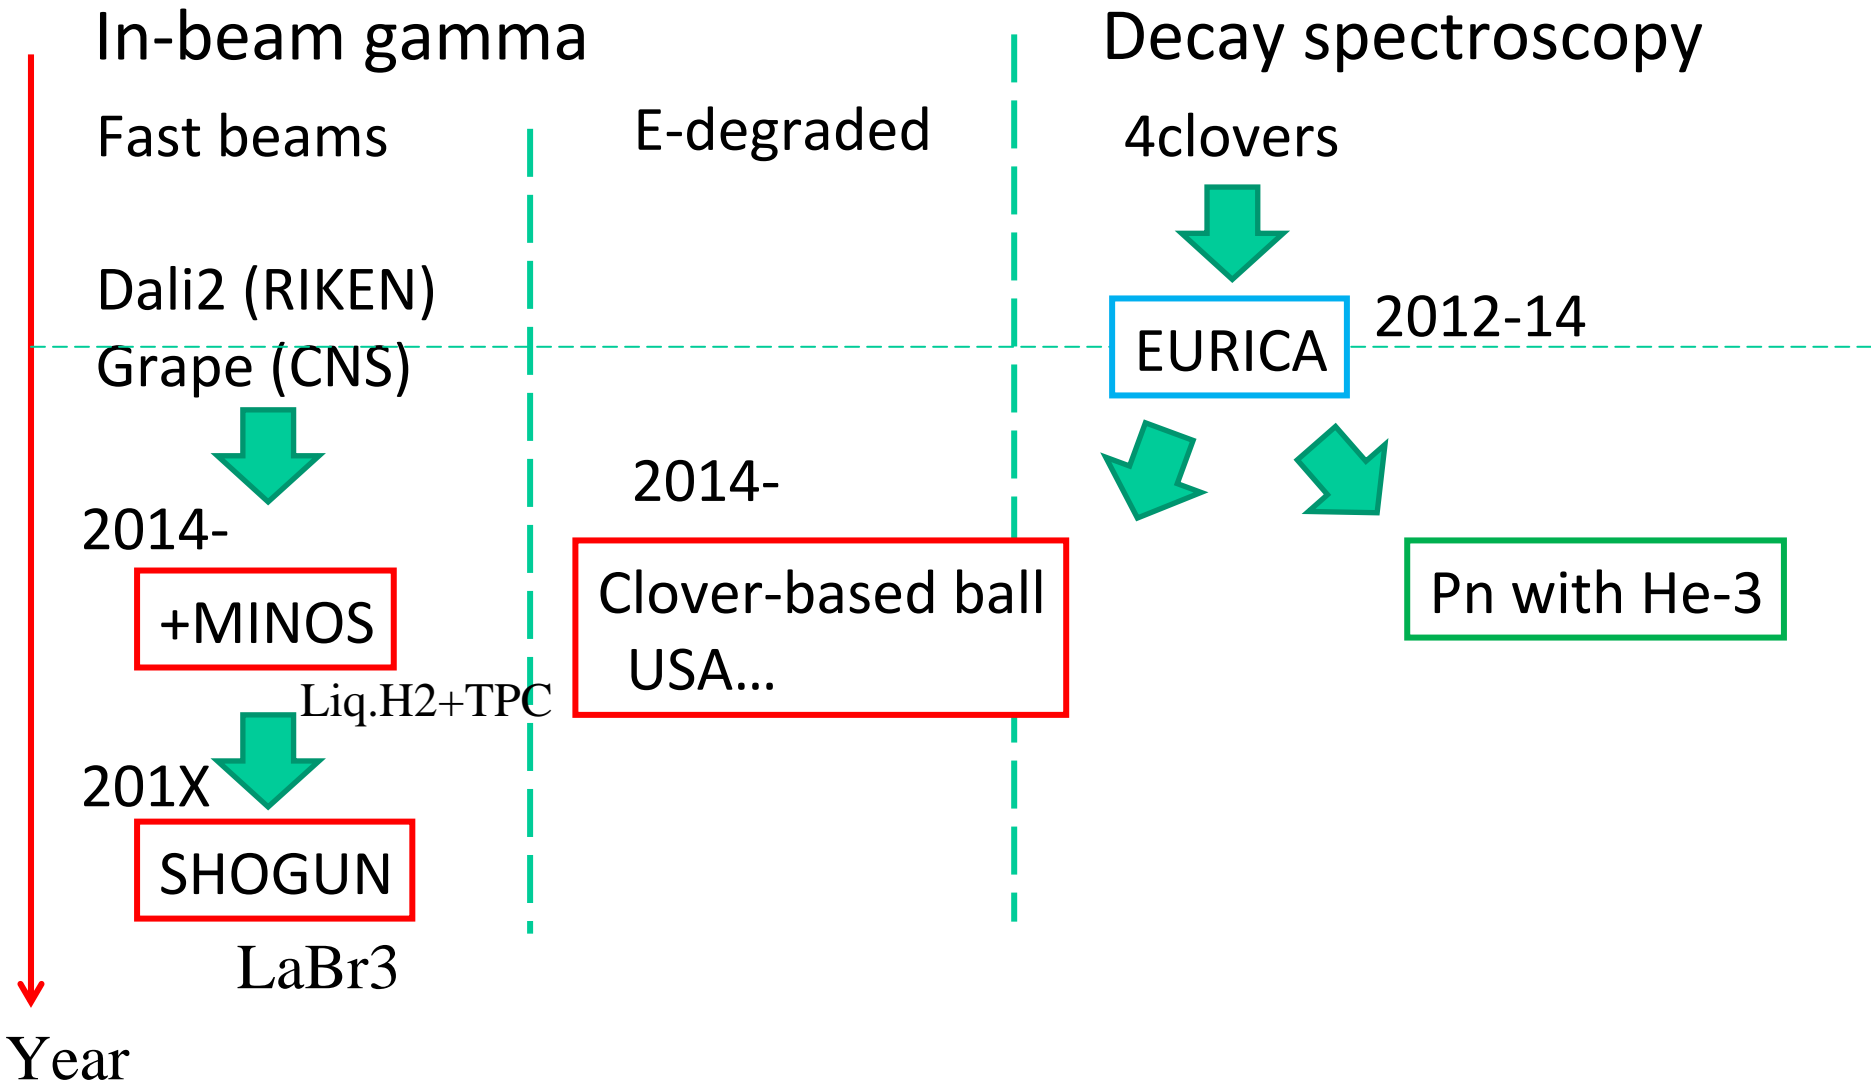 In-beam gamma
Decay spectroscopy
Fast beams
E-degraded
4clovers
Dali2 (RIKEN)
Grape (CNS)
EURICA
2012-14
2014-
+MINOS
Liq.H2+TPC
2014-
Clover-based ball
USA...
Pn with He-3
201X
SHOGUN
LaBr3
Year